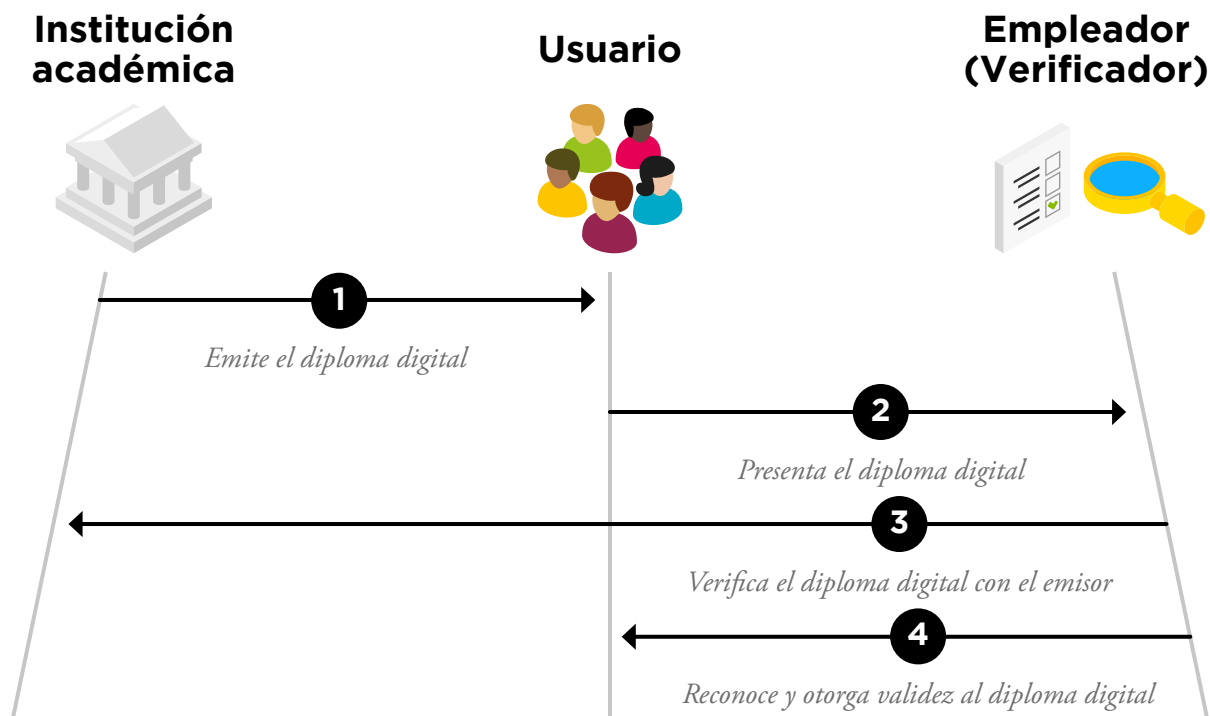 Institución
académica
Usuario
Empleador
(Verificador)
1
Emite el diploma digital
2
Presenta el diploma digital
3
Verifica el diploma digital con el emisor
4
Reconoce y otorga validez al diploma digital